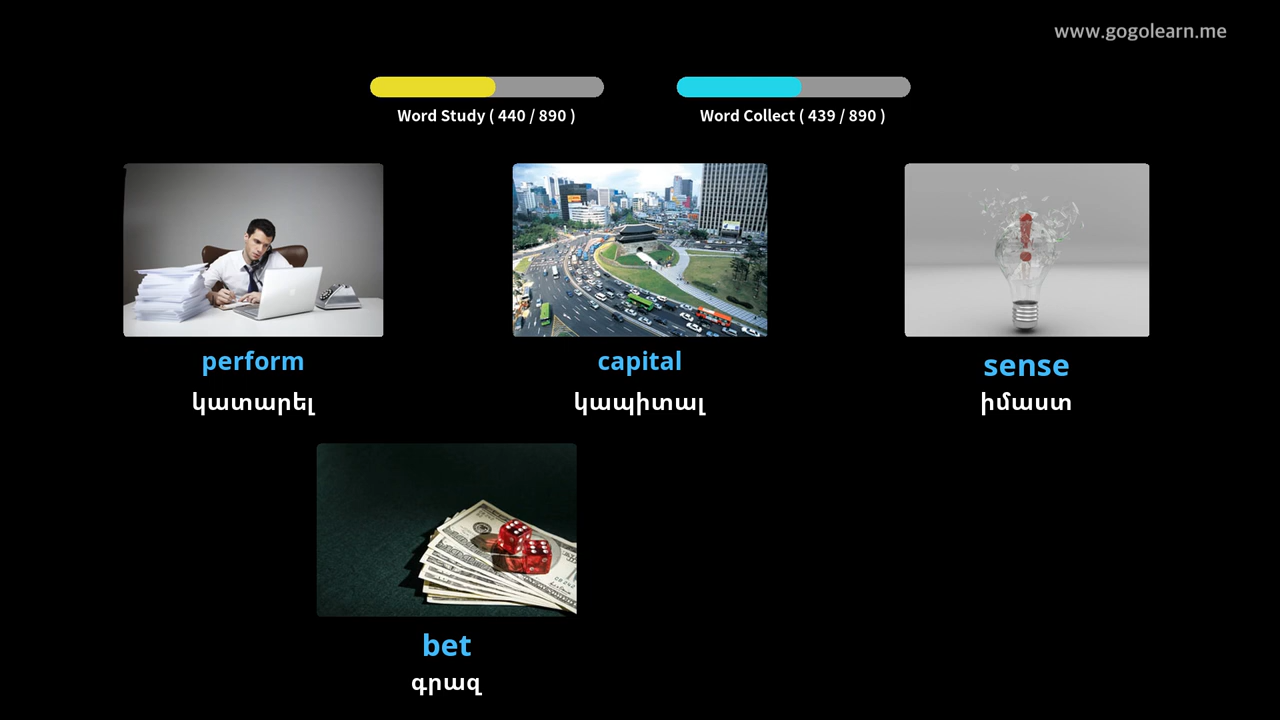 www.gogolearn.me
Word Study ( 440 / 890 )
Word Collect ( 439 / 890 )
perform
կատարել
capital
կապիտալ
sense
իմաստ
bet
գրազ